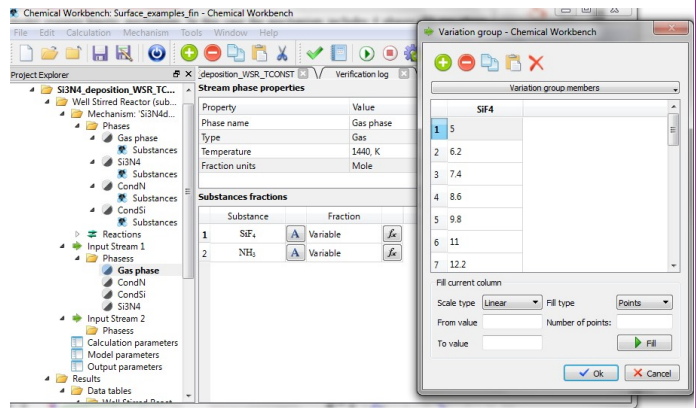 Chemical Workbench: Surface_examples_fin - Chemical Workbench
File Edit Calculation Mechanism Tools Window Help
Project Explorer
Si3N4_deposition_WSR_TC...
Well Stirred Reactor (sub...
Mechanism: 'Si3N4d...
Phases
Gas phase
Substances
Si3N4
Substances
CondN
Substances
CondSi
Substances
Reactions
Input Stream 1
Phasess
Gas phase
CondN
CondSi
Si3N4
Input Stream 2
Phasess
Calculation parameters
Model parameters
Output parameters
Results
Data tables
Well Stirred React
_deposition_WSR_TCONST
Verification log
Stream phase properties
Property Value
Phase name Gas phase
Type Gas
Temperature 1440, K
Fraction units Mole
Substances fractions
Substance Fraction
1 SiF₄ A Variable fx
2 NH₃ A Variable fx
Variation group - Chemical Workbench
Variation group members
SiF4
1 5
2 6.2
3 7.4
4 8.6
5 9.8
6 11
7 12.2
Fill current column
Scale type Linear Fill type Points
From value Number of points:
To value Fill
Ok Cancel